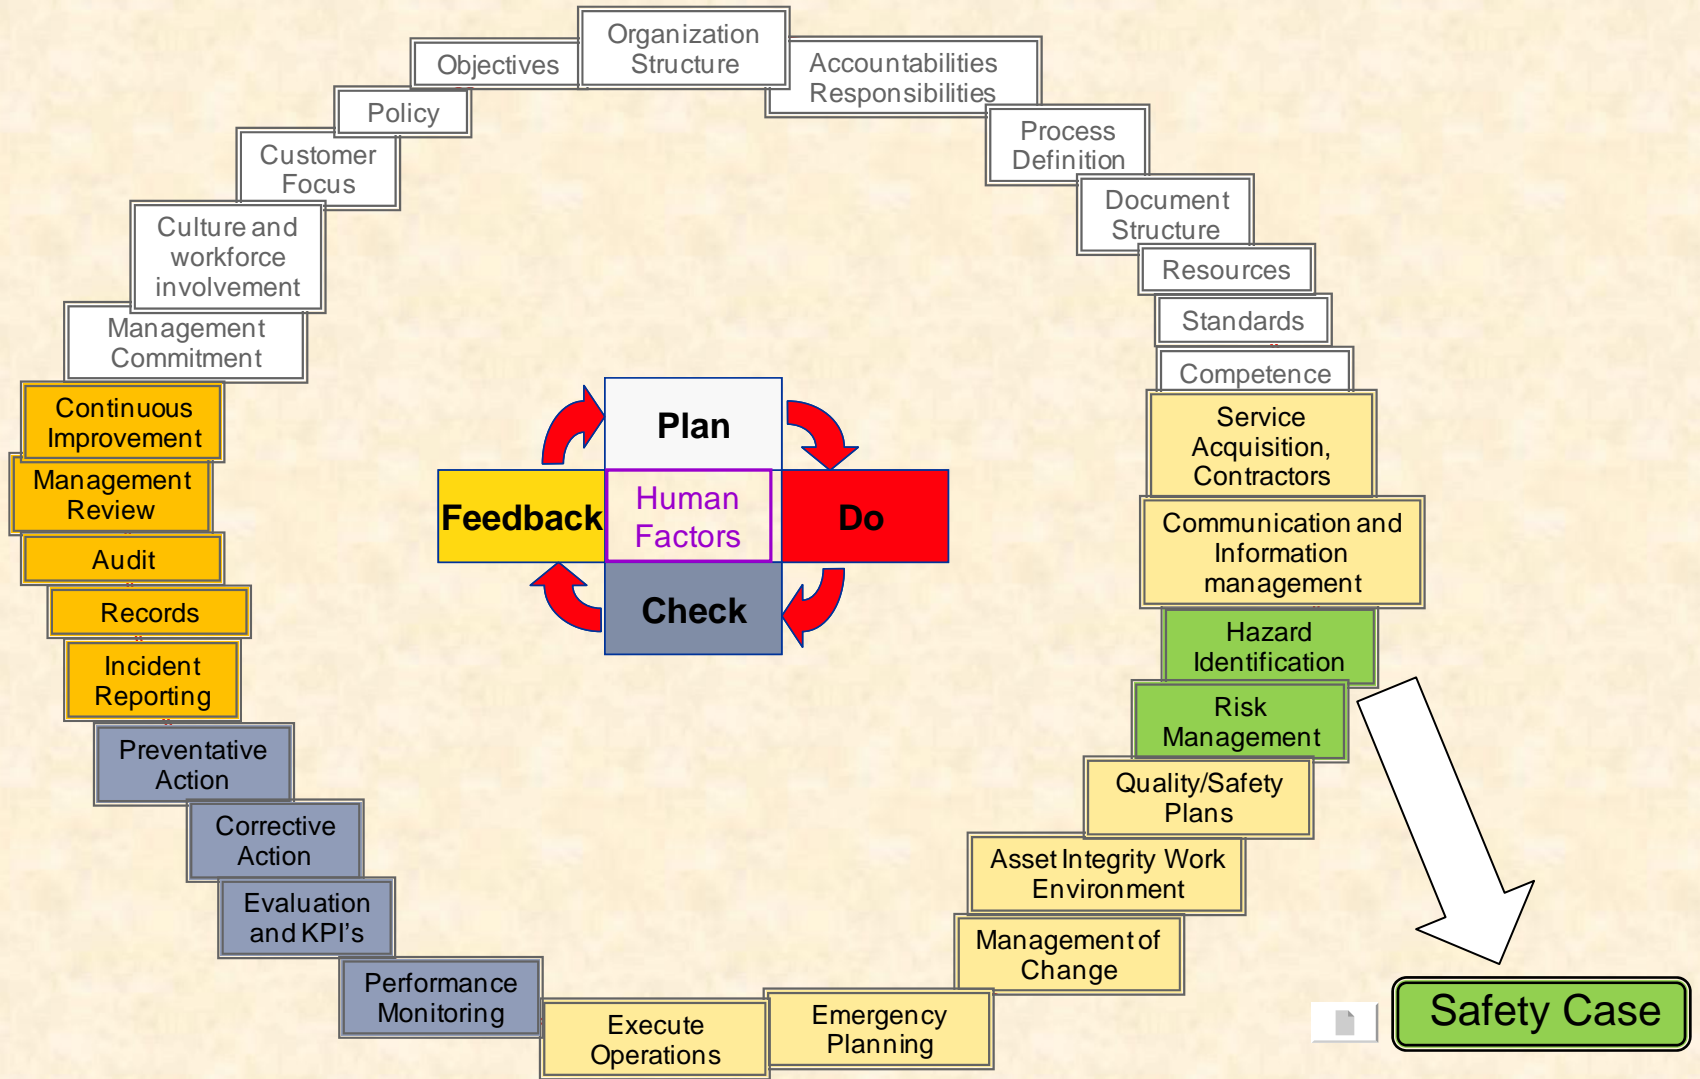 Organization
Structure
Objectives
Accountabilities
Responsibilities
Policy
Process
Definition
Customer
Focus
Document
Structure
Culture and
workforce
involvement
Resources
Standards
Management
Commitment
Competence
Continuous
Improvement
Service
Acquisition,
Contractors
Management
Review
Communication and
Information
management
Audit
Records
Hazard
Identification
Incident
Reporting
Risk
Management
Preventative
Action
Quality/Safety
Plans
Corrective
Action
Asset Integrity Work
Environment
Evaluation
and KPI's
Management of
Change
Performance
Monitoring
Emergency
Planning
Execute
Operations
Plan
Feedback
Human
Factors
Do
Check
Safety Case